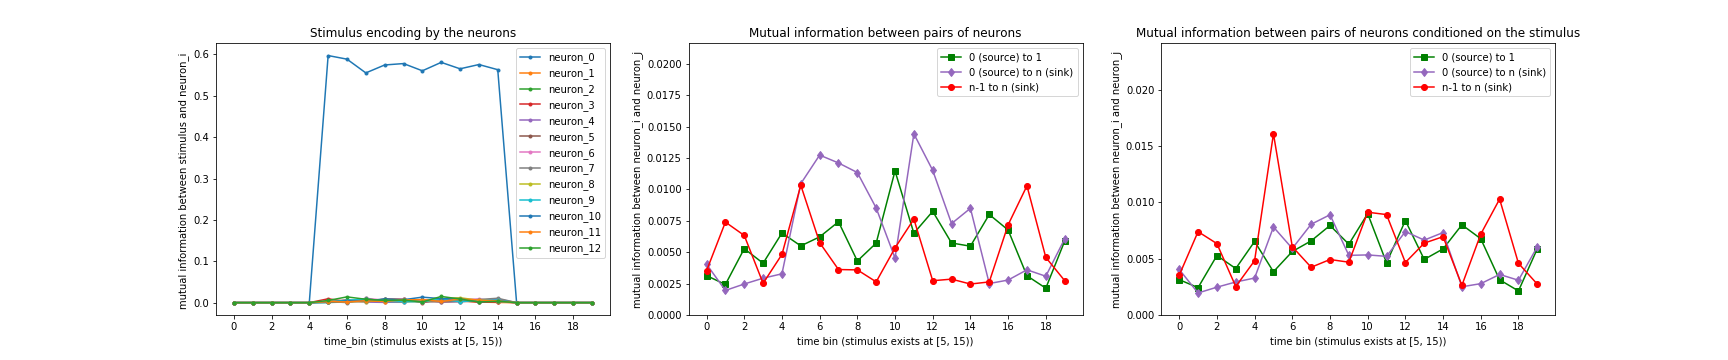 Stimulus encoding by the neurons
mutual information between stimulus and neuron_i
0.6
0.5
0.4
0.3
0.2
0.1
0.0
0 2 4 6 8 10 12 14 16 18
time_bin (stimulus exists at [5, 15))
neuron_0
neuron_1
neuron_2
neuron_3
neuron_4
neuron_5
neuron_6
neuron_7
neuron_8
neuron_9
neuron_10
neuron_11
neuron_12
Mutual information between pairs of neurons
mutual information between neuron_i and neuron_j
0.0200
0.0175
0.0150
0.0125
0.0100
0.0075
0.0050
0.0025
0.0000
0 2 4 6 8 10 12 14 16 18
time bin (stimulus exists at [5, 15))
0 (source) to 1
0 (source) to n (sink)
n-1 to n (sink)
Mutual information between pairs of neurons conditioned on the stimulus
mutual information between neuron_i and neuron_j
0.020
0.015
0.010
0.005
0.000
0 2 4 6 8 10 12 14 16 18
time bin (stimulus exists at [5, 15))
0 (source) to 1
0 (source) to n (sink)
n-1 to n (sink)